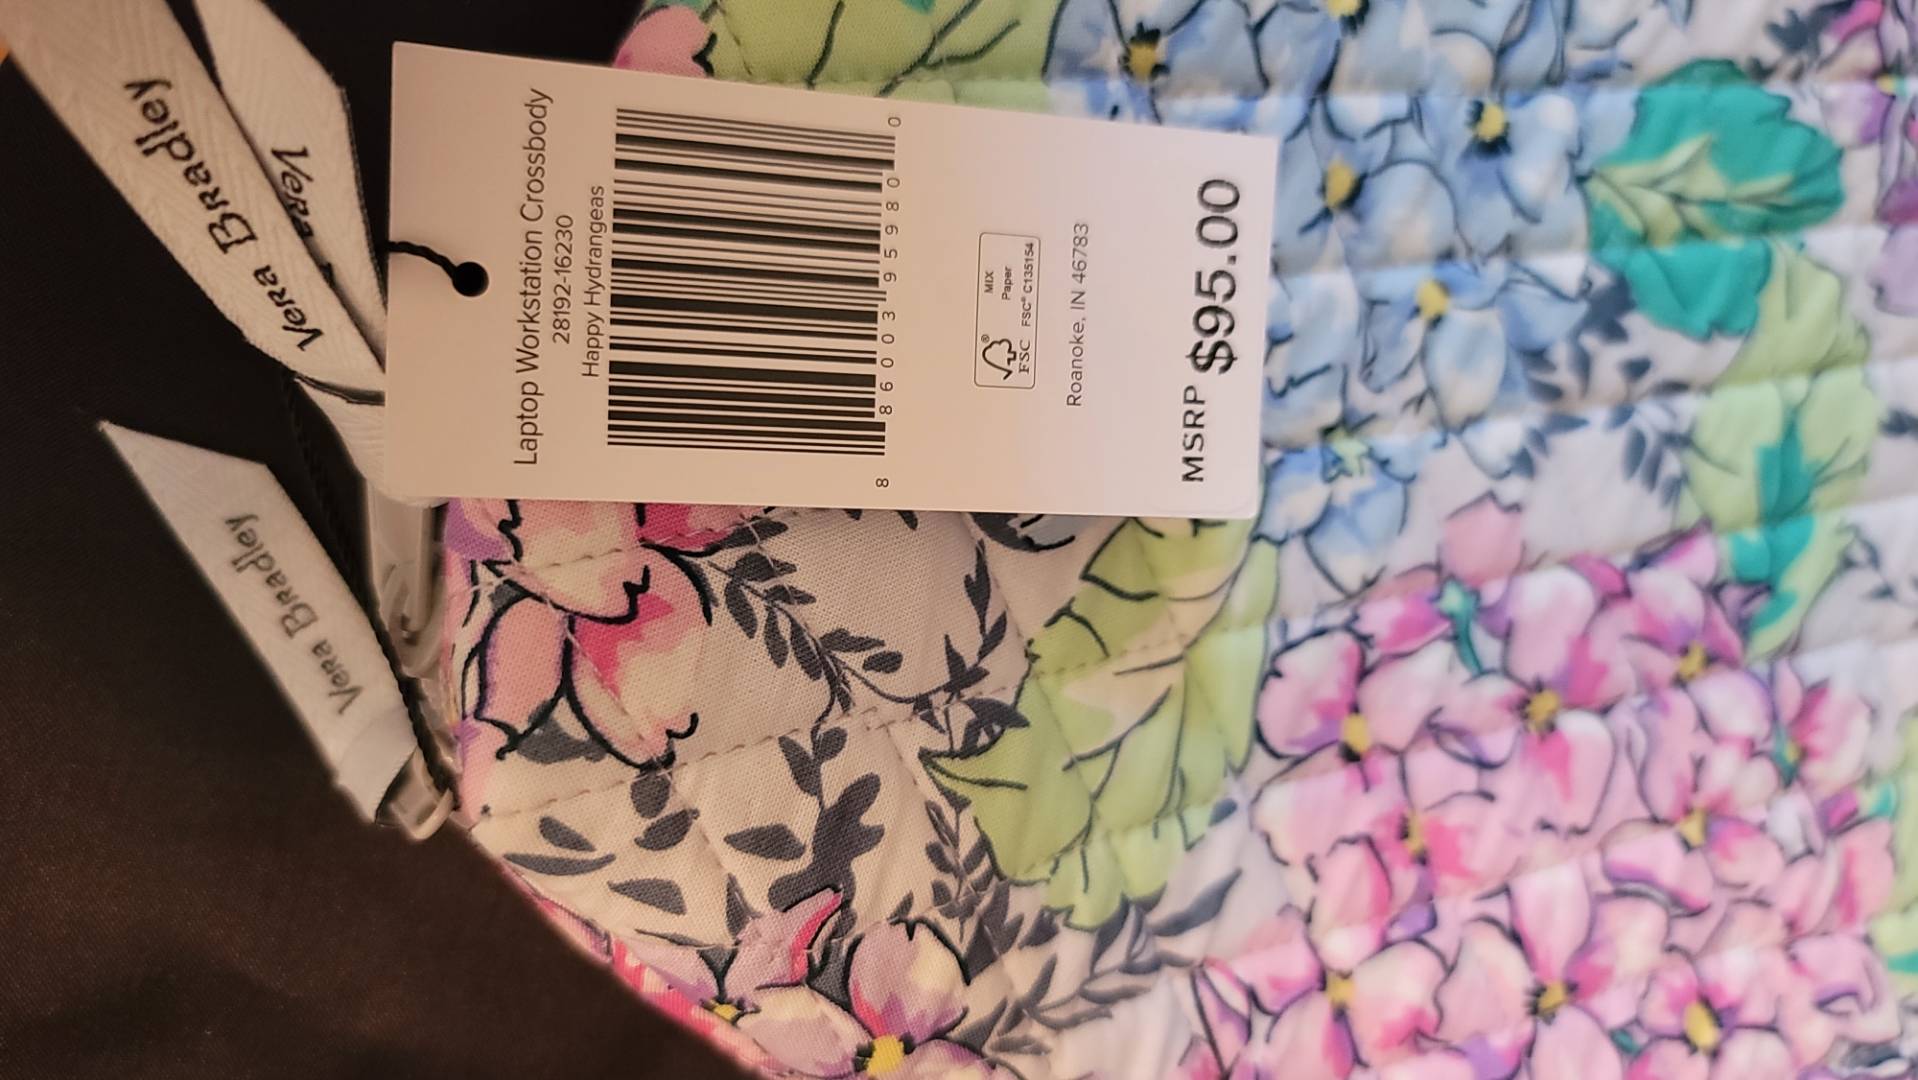 Vera Bradley
Vera
Vera Bradley
Laptop Workstation Crossbody
28192-16230
Happy Hydrangeas
8 86003 95980 0
FSC®
MIX
Paper
FSC® C135154
Roanoke, IN 46783
MSRP $95.00